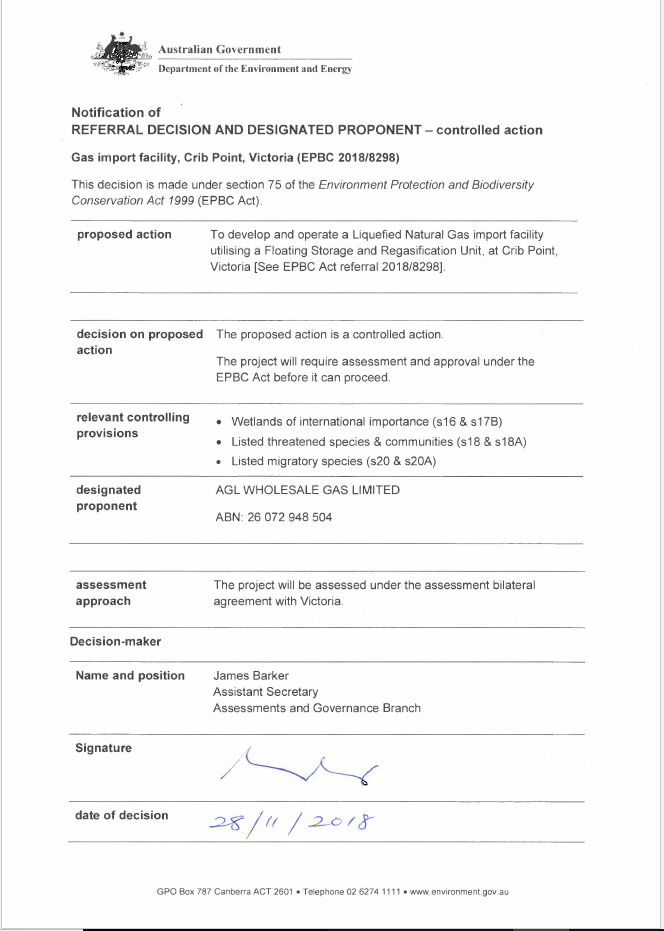 Australian Government
Department of the Environment and Energy
Notification of
REFERRAL DECISION AND DESIGNATED PROPONENT – controlled action
Gas import facility, Crib Point, Victoria (EPBC 2018/8298)
This decision is made under section 75 of the Environment Protection and Biodiversity
Conservation Act 1999 (EPBC Act).
proposed action
To develop and operate a Liquefied Natural Gas import facility
utilising a Floating Storage and Regasification Unit, at Crib Point,
Victoria [See EPBC Act referral 2018/8298].
decision on proposed
action
The proposed action is a controlled action.
The project will require assessment and approval under the
EPBC Act before it can proceed.
relevant controlling
provisions
• Wetlands of international importance (s16 & s17B)
• Listed threatened species & communities (s18 & s18A)
• Listed migratory species (s20 & s20A)
designated
proponent
AGL WHOLESALE GAS LIMITED
ABN: 26 072 948 504
assessment
approach
The project will be assessed under the assessment bilateral
agreement with Victoria.
Decision-maker
Name and position
James Barker
Assistant Secretary
Assessments and Governance Branch
Signature
date of decision
28/11/2018
GPO Box 787 Canberra ACT 2601 • Telephone 02 6274 1111 • www.environment.gov.au